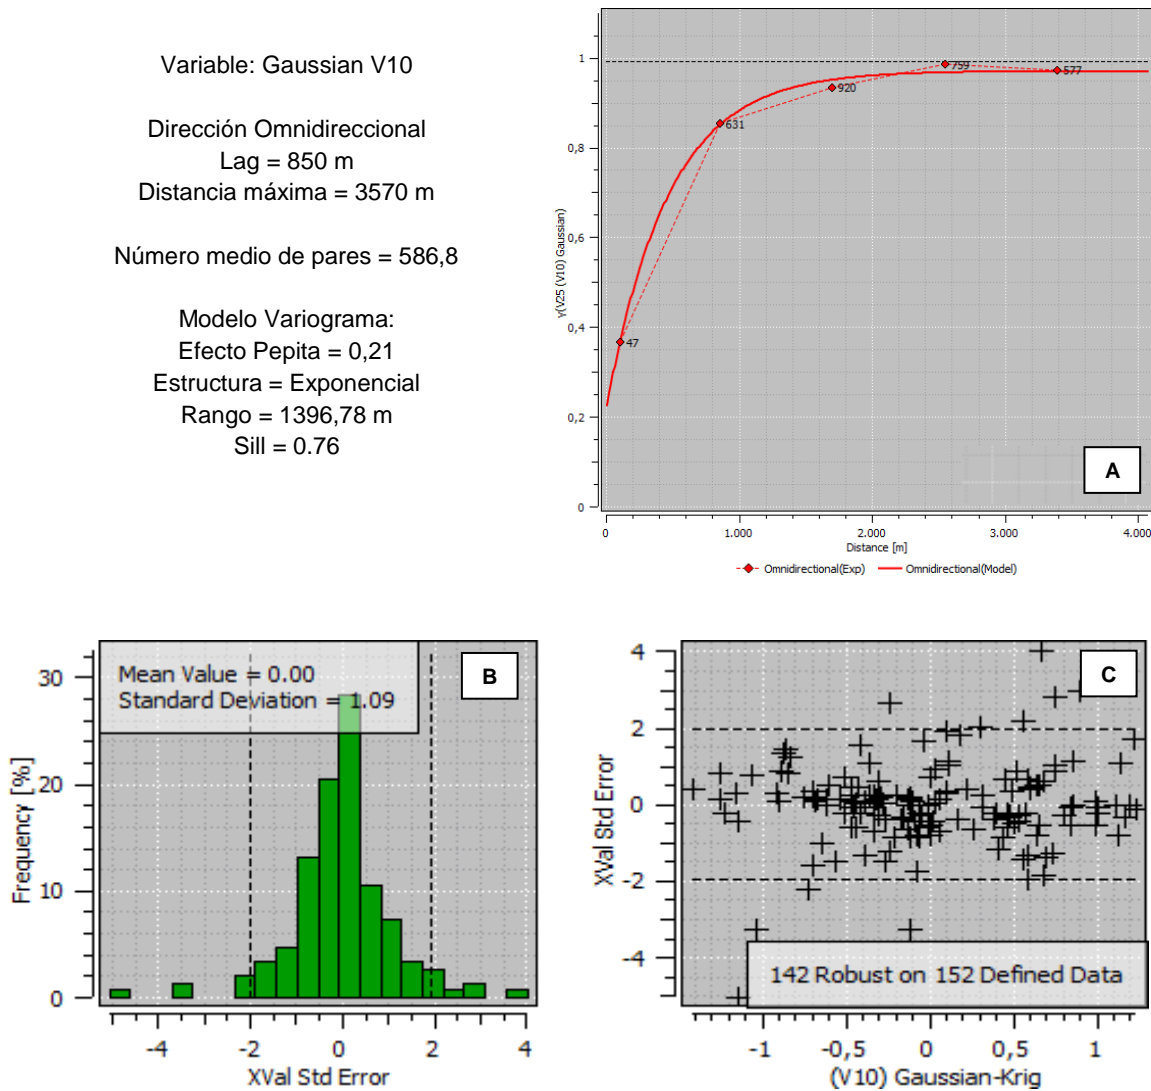 Variable: Gaussian V10
Dirección Omnidireccional
Lag = 850 m
Distancia máxima = 3570 m
Número medio de pares = 586,8
Modelo Variograma:
Efecto Pepita = 0,21
Estructura = Exponencial
Rango = 1396,78 m
Sill = 0.76
γ(V25 (V10) Gaussian)
1
0,8
0,6
0,4
0,2
0
47
631
920
759
577
A
0
1.000
2.000
3.000
4.000
Distance [m]
Omnidirectional(Exp)
Omnidirectional(Model)
Mean Value = 0.00
Standard Deviation = 1.09
B
Frequency [%]
30
20
10
0
-4
-2
0
2
4
XVal Std Error
C
XVal Std Error
4
2
0
-2
-4
142 Robust on 152 Defined Data
-1
-0,5
0
0,5
1
(V10) Gaussian-Krig